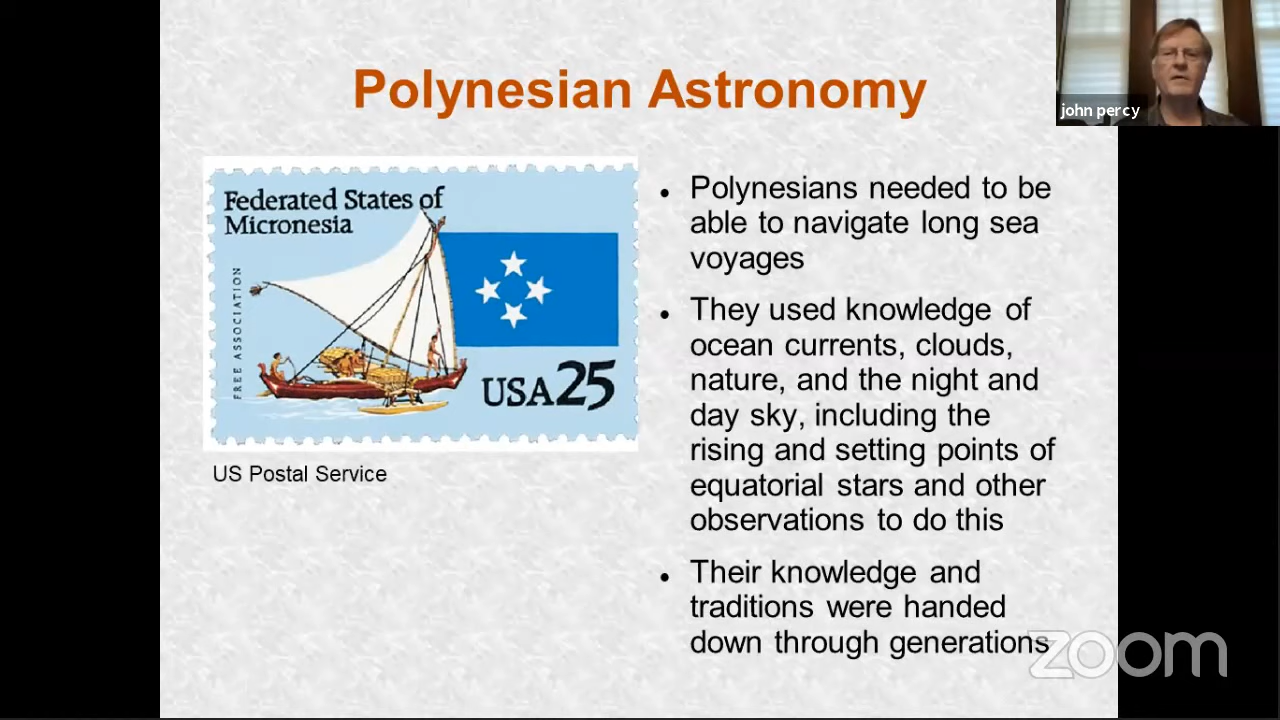 Polynesian Astronomy
john percy
Federated States of
Micronesia
FREE ASSOCIATION
USA 25
US Postal Service
• Polynesians needed to be
able to navigate long sea
voyages
• They used knowledge of
ocean currents, clouds,
nature, and the night and
day sky, including the
rising and setting points of
equatorial stars and other
observations to do this
• Their knowledge and
traditions were handed
down through generations
zoom